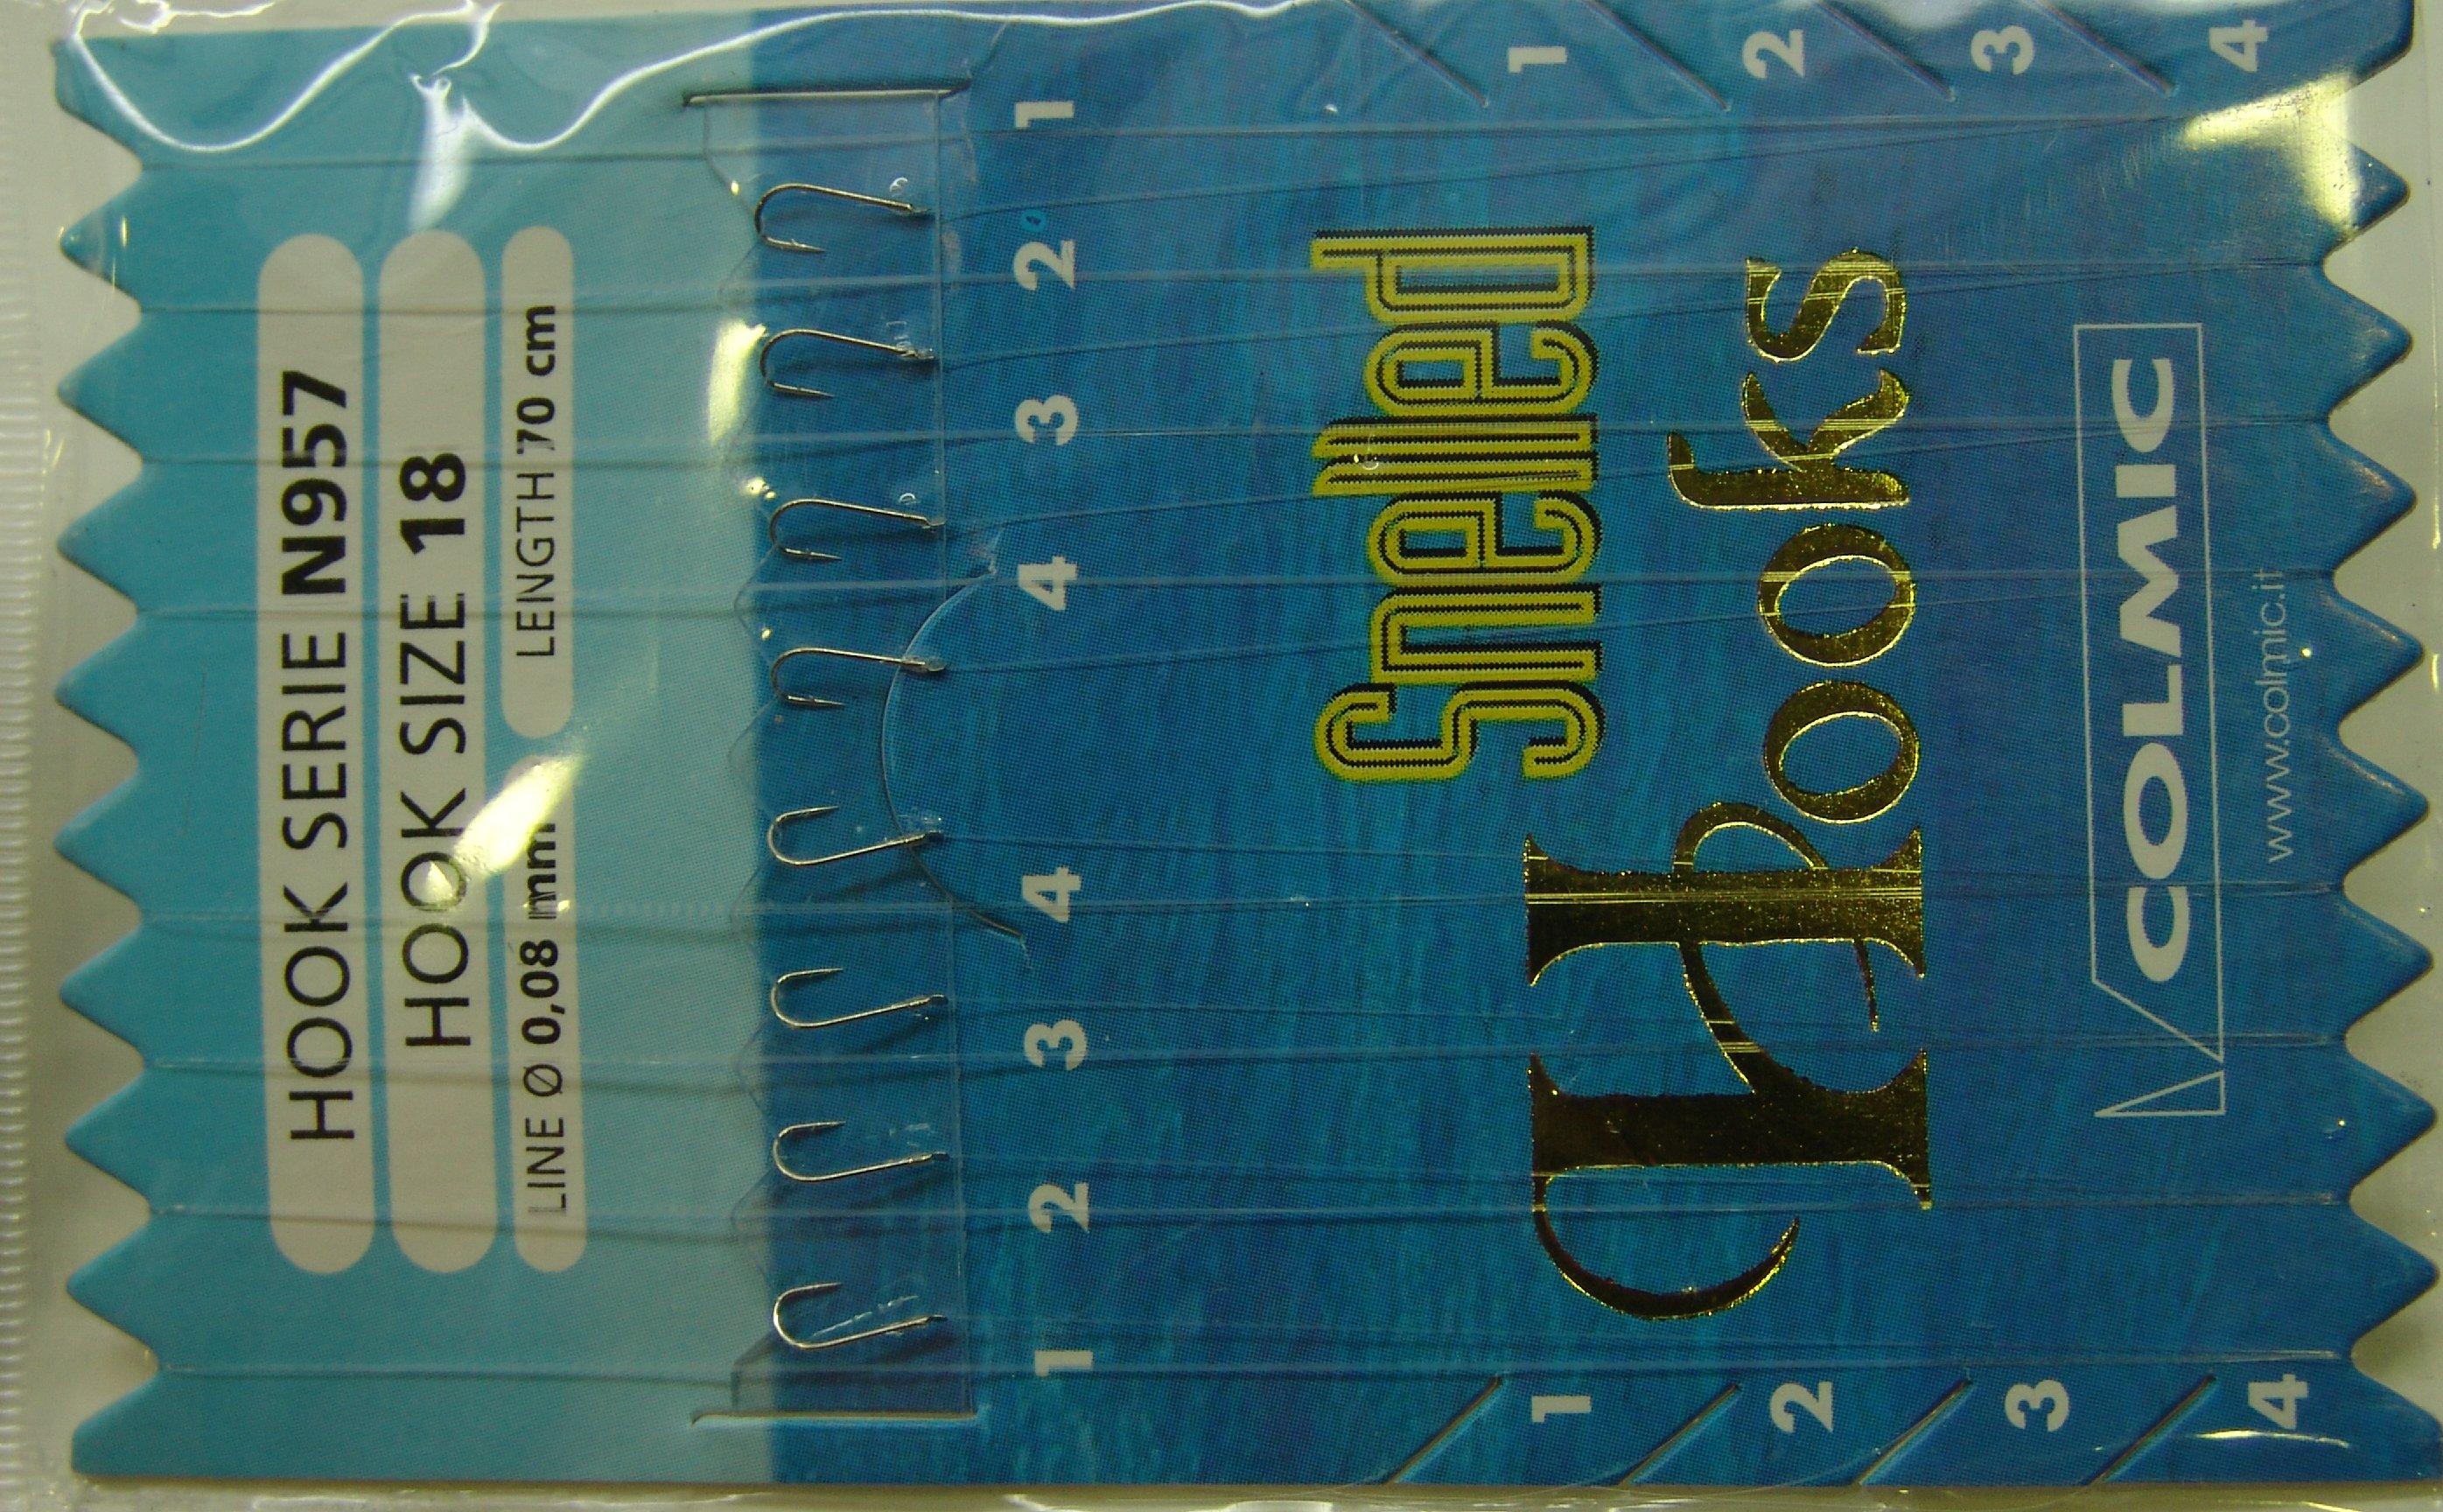 HOOK SERIE N957
HOOK SIZE 18
LINE Ø 0,08 mm LENGTH 70 cm
1 2 3 4 4 3 2 1
Snelled
Hooks
1 1
2 2
3 3
4 4
COLMIC
www.colmic.it